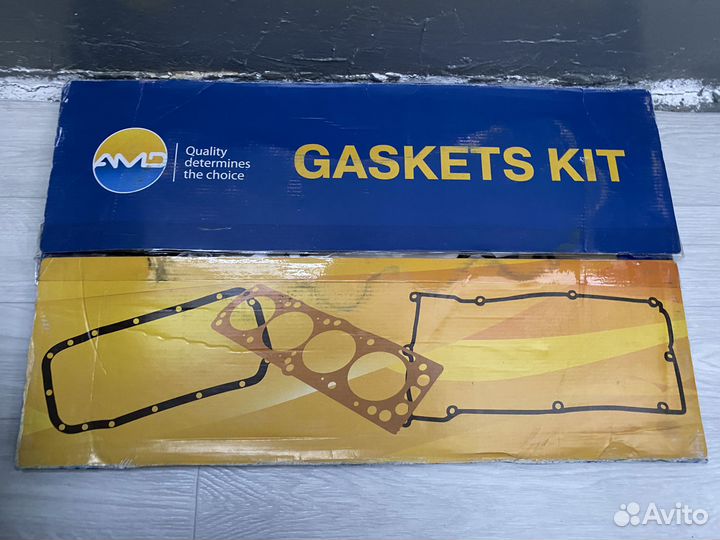 AMD
Quality
determines
the choice
GASKETS KIT
Avito